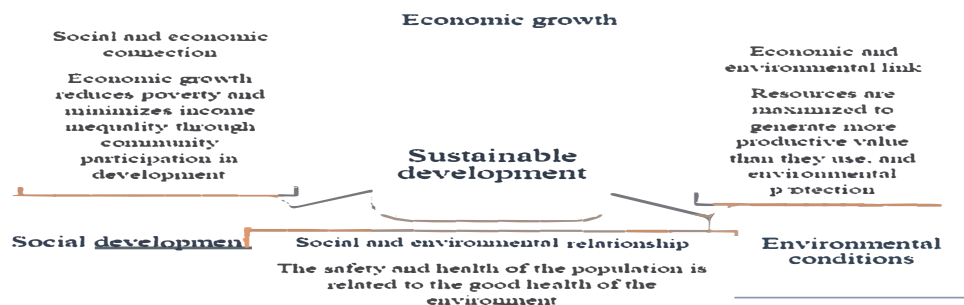 Economic growth
Social and economic
connection
Economic growth
reduces poverty and
minimizes income
inequality through
community
participation in
development
Economic and
environmental link
Resources are
maximized to
generate more
productive value
than they use, and
environmental
protection
Sustainable
development
Social developmen
Social and environmental relationship
The safety and health of the population is
related to the good health of the
environment
Environmental
conditions